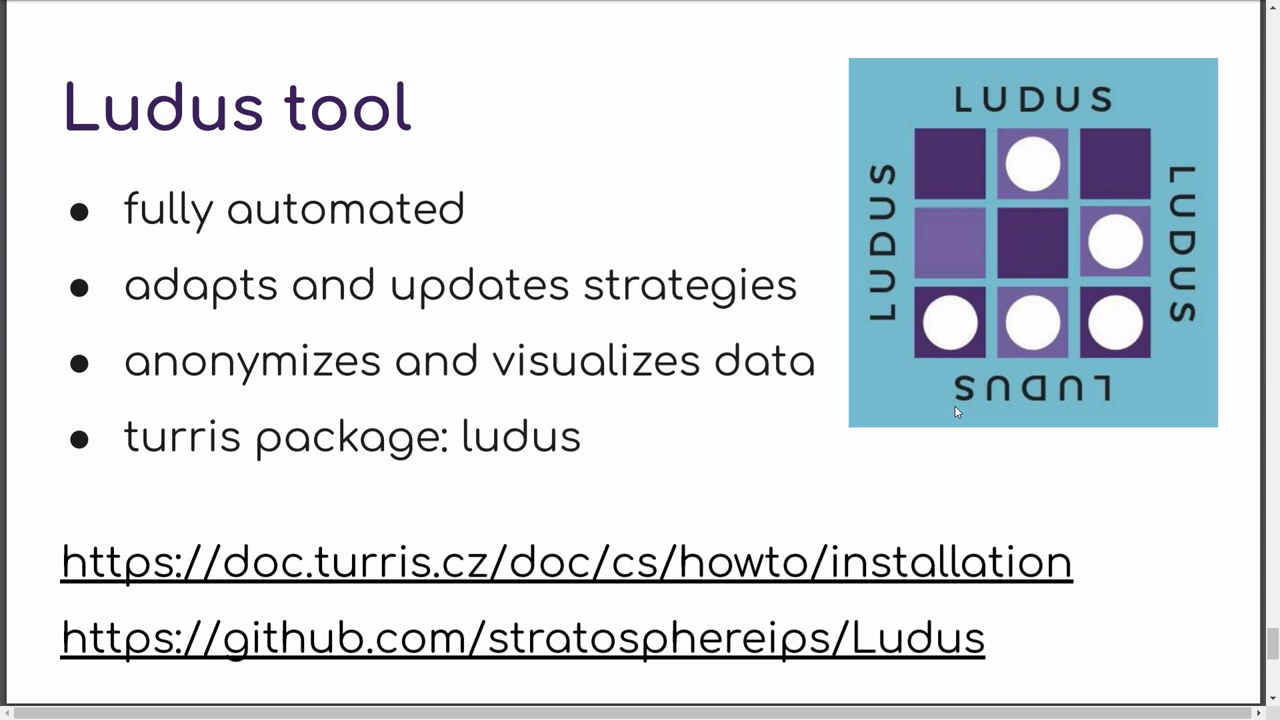 Ludus tool
● fully automated
● adapts and updates strategies
● anonymizes and visualizes data
● turris package: ludus
https://doc.turris.cz/doc/cs/howto/installation
https://github.com/stratosphereips/Ludus
LUDUS
LUDUS
LUDUS
LUDUS